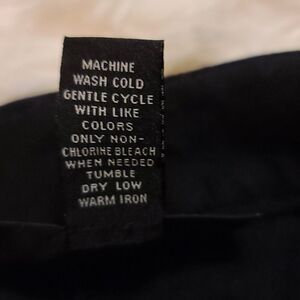 MACHINE
WASH COLD
GENTLE CYCLE
WITH LIKE
COLORS
ONLY NON-
CHLORINE BLEACH
WHEN NEEDED
TUMBLE
DRY LOW
WARM IRON